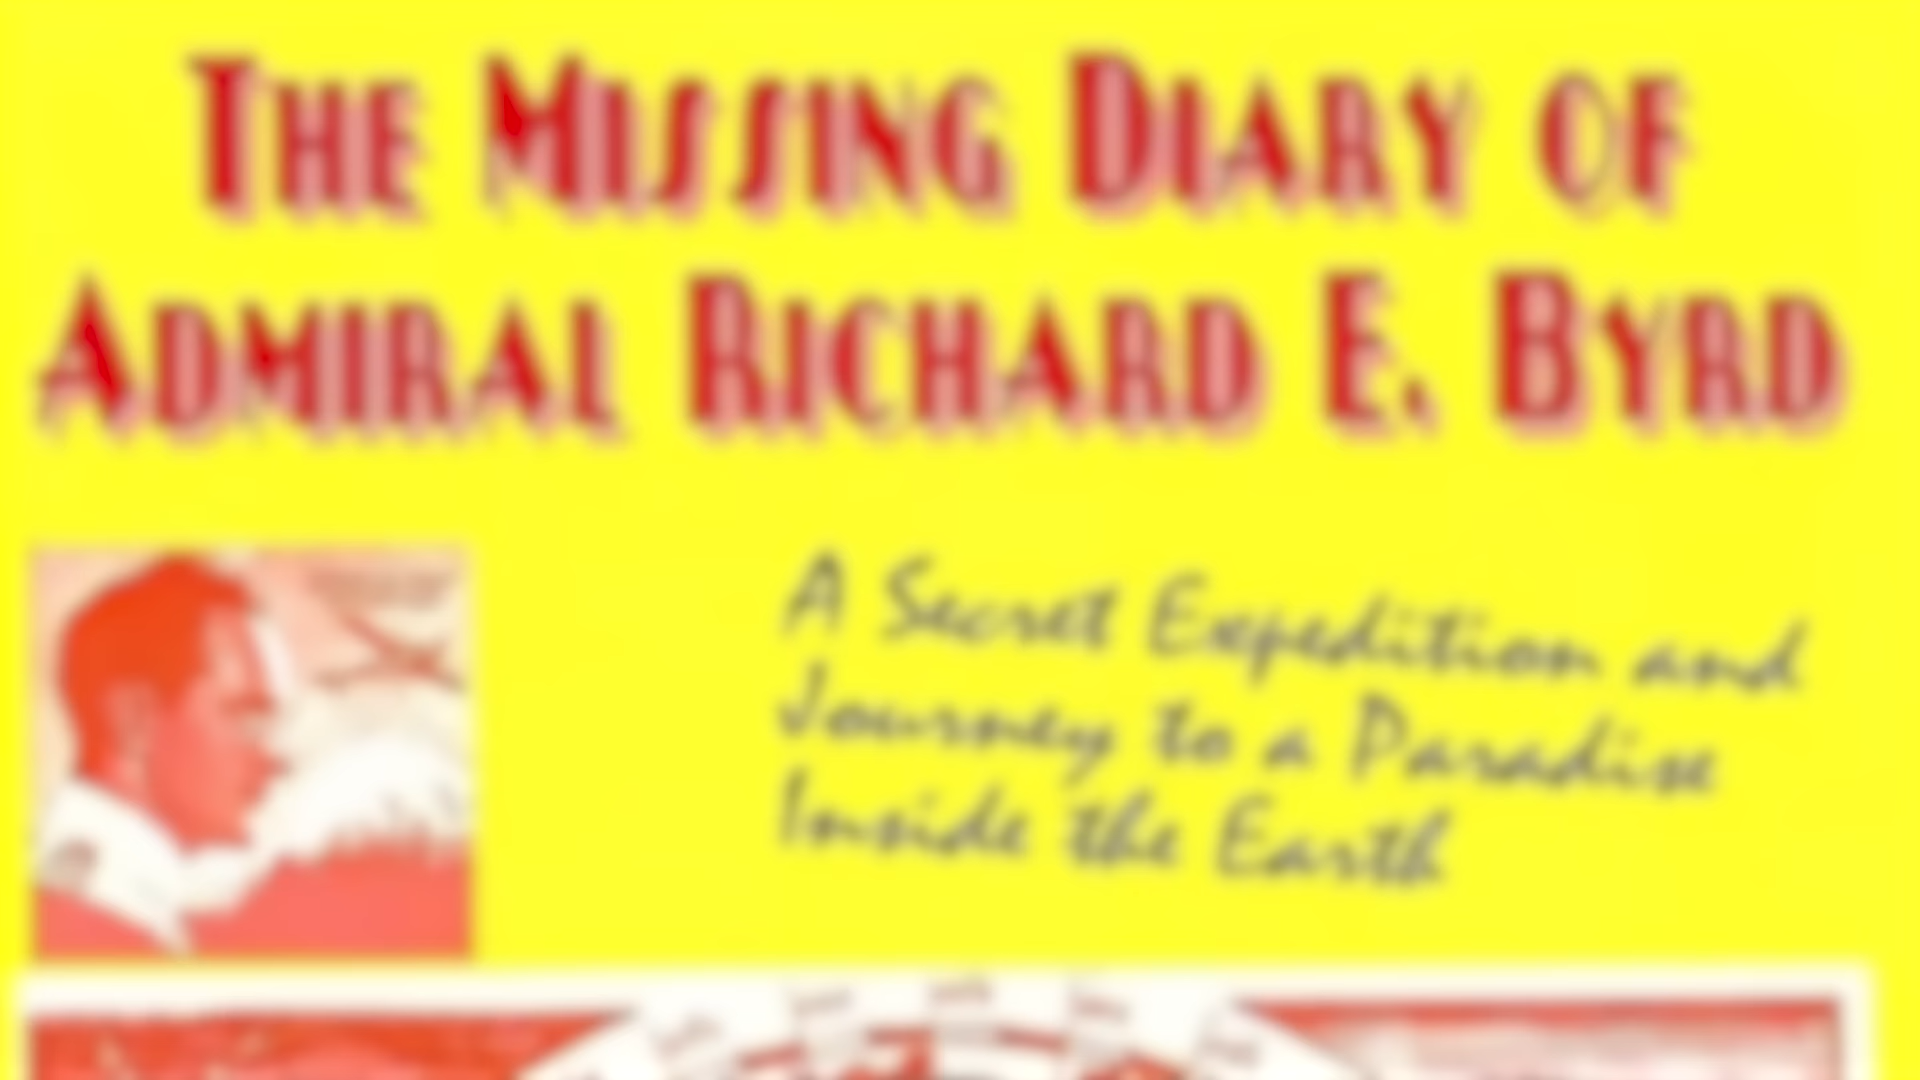 The Missing Diary of
Admiral Richard E. Byrd
A Secret Expedition and
Journey to a Paradise
Inside the Earth